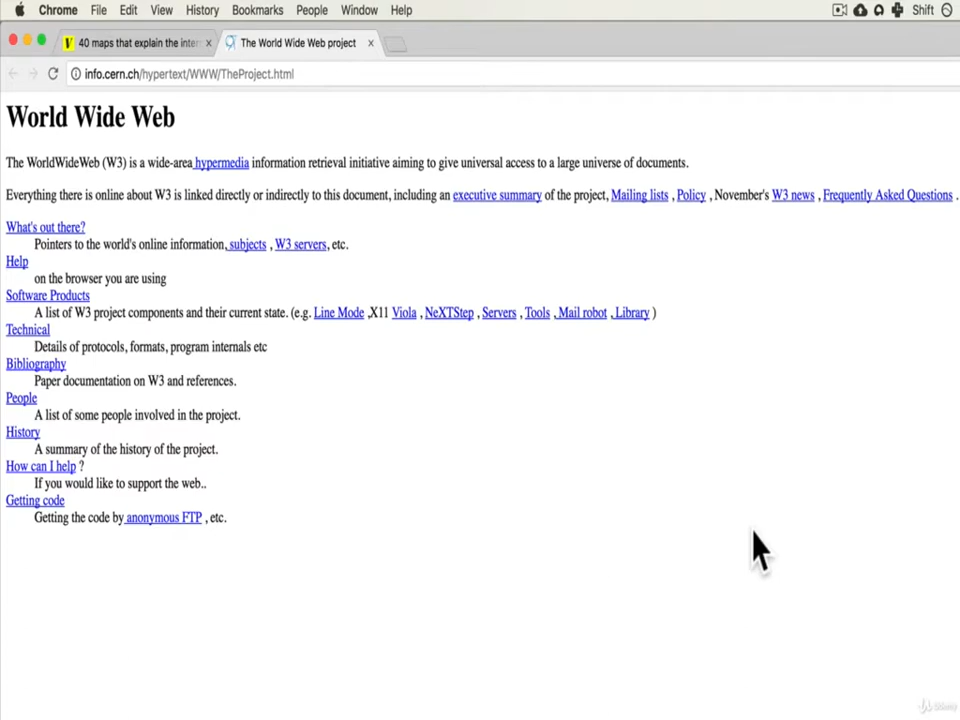 Chrome File Edit View History Bookmarks People Window Help Shift
40 maps that explain the inter
The World Wide Web project
info.cern.ch/hypertext/WWW/TheProject.html
World Wide Web
The WorldWideWeb (W3) is a wide-area hypermedia information retrieval initiative aiming to give universal access to a large universe of documents.
Everything there is online about W3 is linked directly or indirectly to this document, including an executive summary of the project, Mailing lists , Policy , November's W3 news , Frequently Asked Questions .
What's out there?
Pointers to the world's online information, subjects , W3 servers, etc.
Help
on the browser you are using
Software Products
A list of W3 project components and their current state. (e.g. Line Mode ,X11 Viola , NeXTStep , Servers , Tools , Mail robot , Library )
Technical
Details of protocols, formats, program internals etc
Bibliography
Paper documentation on W3 and references.
People
A list of some people involved in the project.
History
A summary of the history of the project.
How can I help ?
If you would like to support the web..
Getting code
Getting the code by anonymous FTP , etc.
Udemy